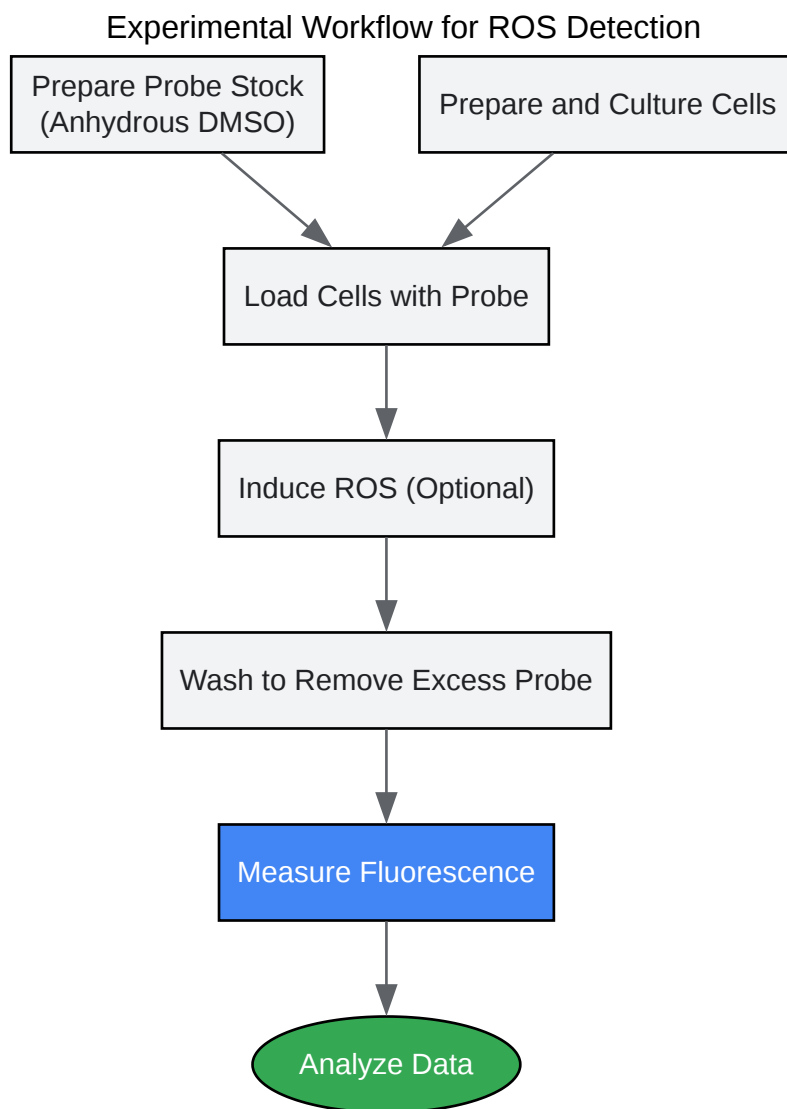 Experimental Workflow for ROS Detection
Prepare Probe Stock
(Anhydrous DMSO)
Prepare and Culture Cells
Load Cells with Probe
Induce ROS (Optional)
Wash to Remove Excess Probe
Measure Fluorescence
Analyze Data